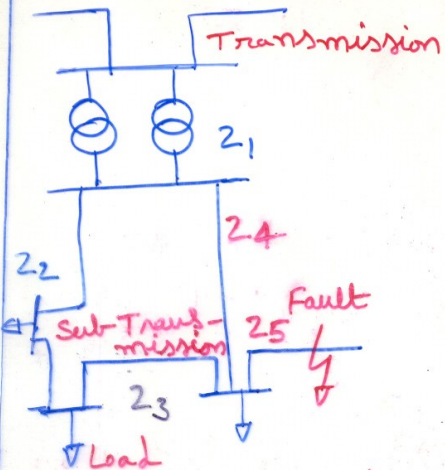 Transmission
Z1
Z4
Z2
Fault
Sub-Trans-
mission
Z5
Z3
Load